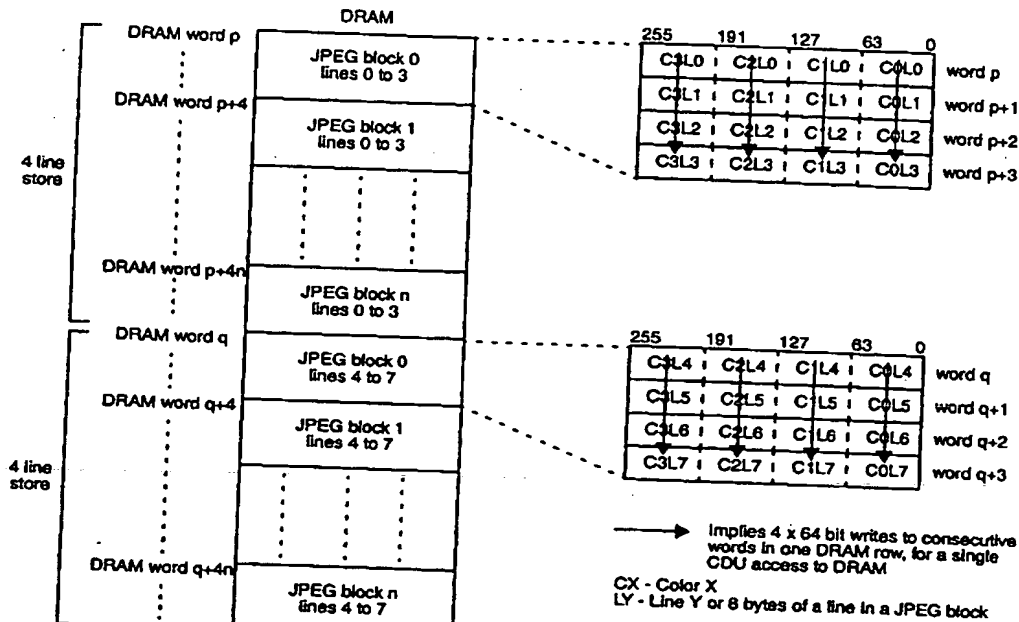 DRAM
DRAM word p
JPEG block 0
lines 0 to 3
DRAM word p+4
JPEG block 1
lines 0 to 3
4 line
store
DRAM word p+4n
JPEG block n
lines 0 to 3
DRAM word q
JPEG block 0
lines 4 to 7
DRAM word q+4
JPEG block 1
lines 4 to 7
4 line
store
DRAM word q+4n
JPEG block n
lines 4 to 7
255 191 127 63 0
C3L0 C2L0 C1L0 C0L0 word p
C3L1 C2L1 C1L1 C0L1 word p+1
C3L2 C2L2 C1L2 C0L2 word p+2
C3L3 C2L3 C1L3 C0L3 word p+3
255 191 127 63 0
C3L4 C2L4 C1L4 C0L4 word q
C3L5 C2L5 C1L5 C0L5 word q+1
C3L6 C2L6 C1L6 C0L6 word q+2
C3L7 C2L7 C1L7 C0L7 word q+3
Implies 4 x 64 bit writes to consecutive
words in one DRAM row, for a single
CDU access to DRAM
CX - Color X
LY - Line Y or 8 bytes of a line in a JPEG block